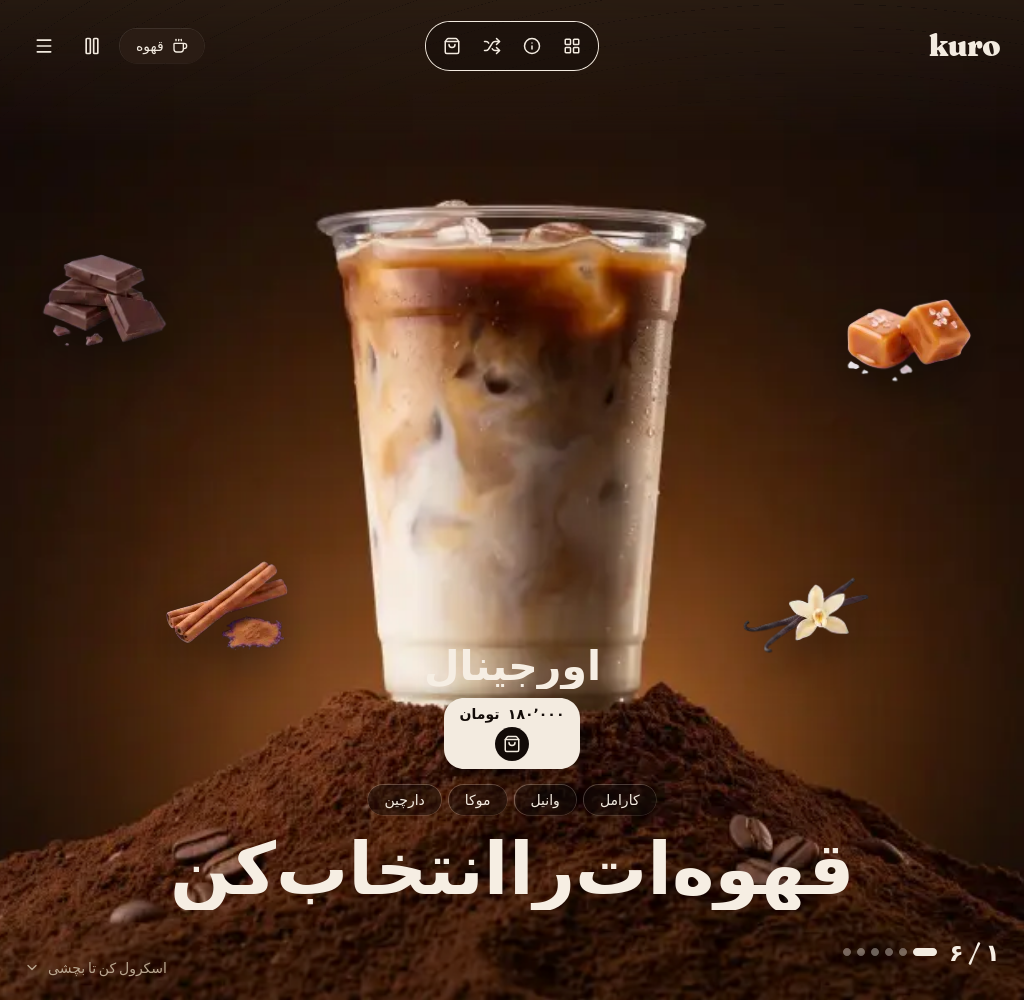 kuro
قهوه
اورجینال
۱۸۰٬۰۰۰ تومان
کارامل
وانیل
موکا
دارچین
قهوه‌ات‌راانتخاب‌کن
۱ / ۶
اسکرول کن تا بچشی